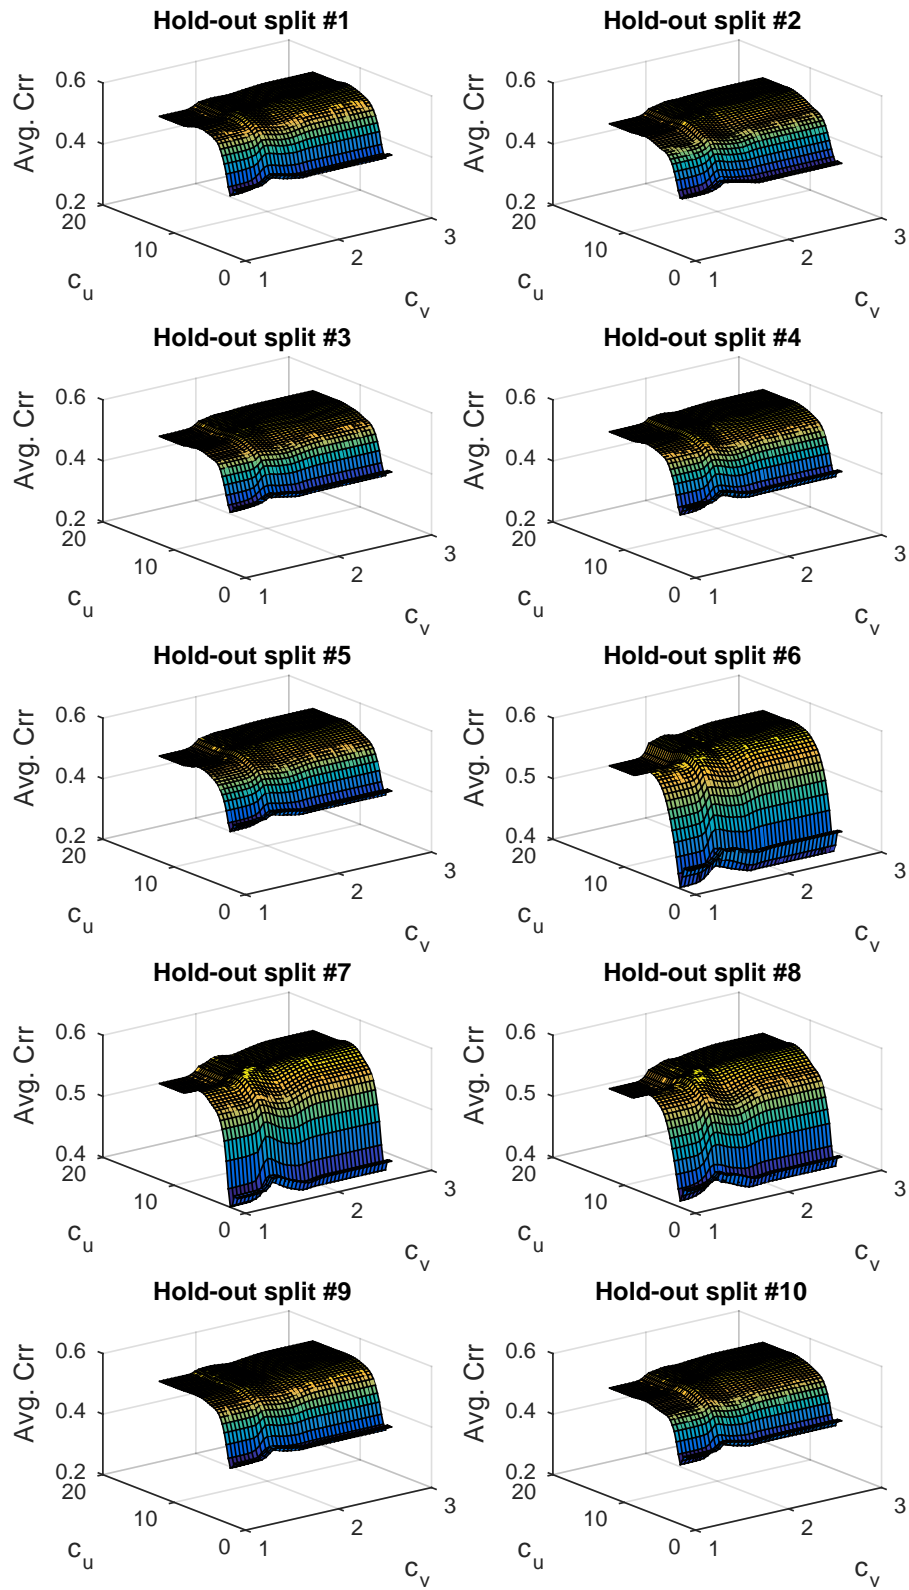 Hold-out split #1
Avg. Crr
0.6
0.4
0.2
20
10
0
1
2
3
c_u
c_v
Hold-out split #2
Avg. Crr
0.6
0.4
0.2
20
10
0
1
2
3
c_u
c_v
Hold-out split #3
Avg. Crr
0.6
0.4
0.2
20
10
0
1
2
3
c_u
c_v
Hold-out split #4
Avg. Crr
0.6
0.4
0.2
20
10
0
1
2
3
c_u
c_v
Hold-out split #5
Avg. Crr
0.6
0.4
0.2
20
10
0
1
2
3
c_u
c_v
Hold-out split #6
Avg. Crr
0.6
0.5
0.4
20
10
0
1
2
3
c_u
c_v
Hold-out split #7
Avg. Crr
0.6
0.5
0.4
20
10
0
1
2
3
c_u
c_v
Hold-out split #8
Avg. Crr
0.6
0.5
0.4
20
10
0
1
2
3
c_u
c_v
Hold-out split #9
Avg. Crr
0.6
0.4
0.2
20
10
0
1
2
3
c_u
c_v
Hold-out split #10
Avg. Crr
0.6
0.4
0.2
20
10
0
1
2
3
c_u
c_v